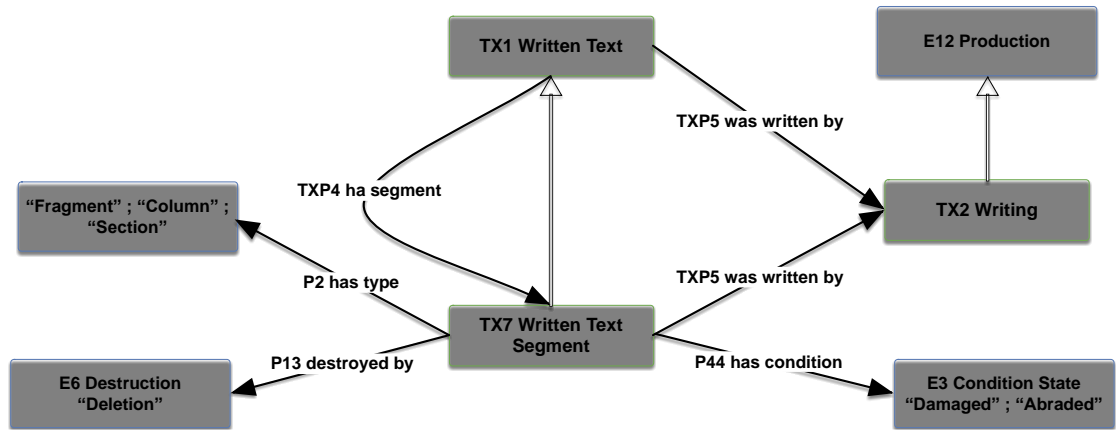 TX1 Written Text
E12 Production
TXP5 was written by
TXP4 ha segment
“Fragment” ; “Column” ;
“Section”
TX2 Writing
P2 has type
TXP5 was written by
TX7 Written Text
Segment
P13 destroyed by
P44 has condition
E6 Destruction
“Deletion”
E3 Condition State
“Damaged” ; “Abraded”